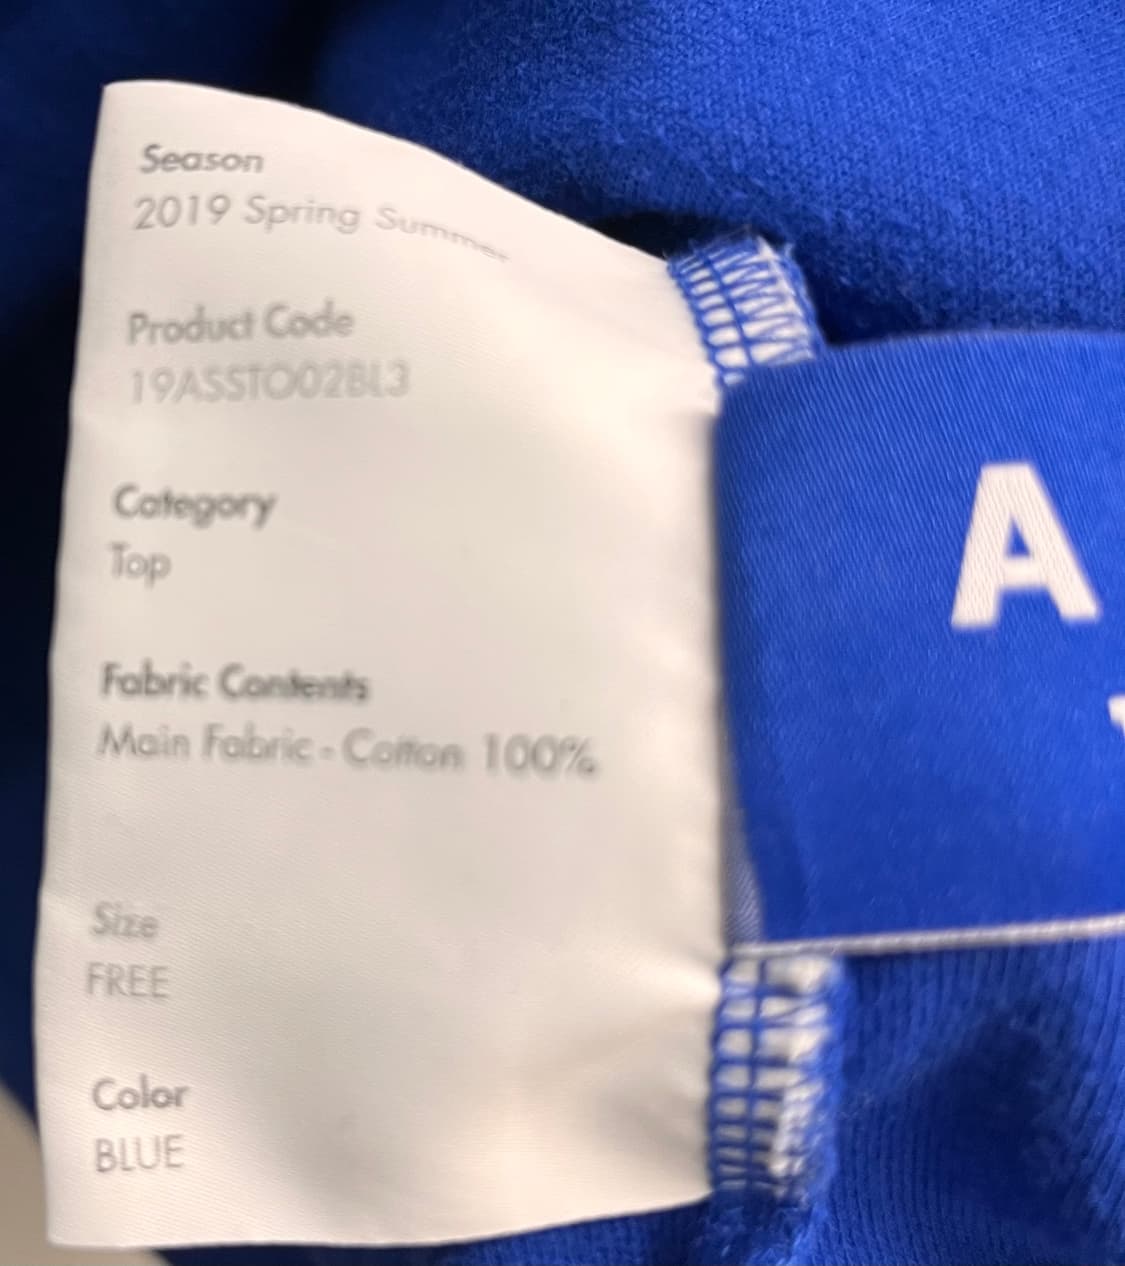 Season
2019 Spring Summer
Product Code
19ASSTO02BL3
Category
Top
Fabric Contents
Main Fabric - Cotton 100%
Size
FREE
Color
BLUE
A